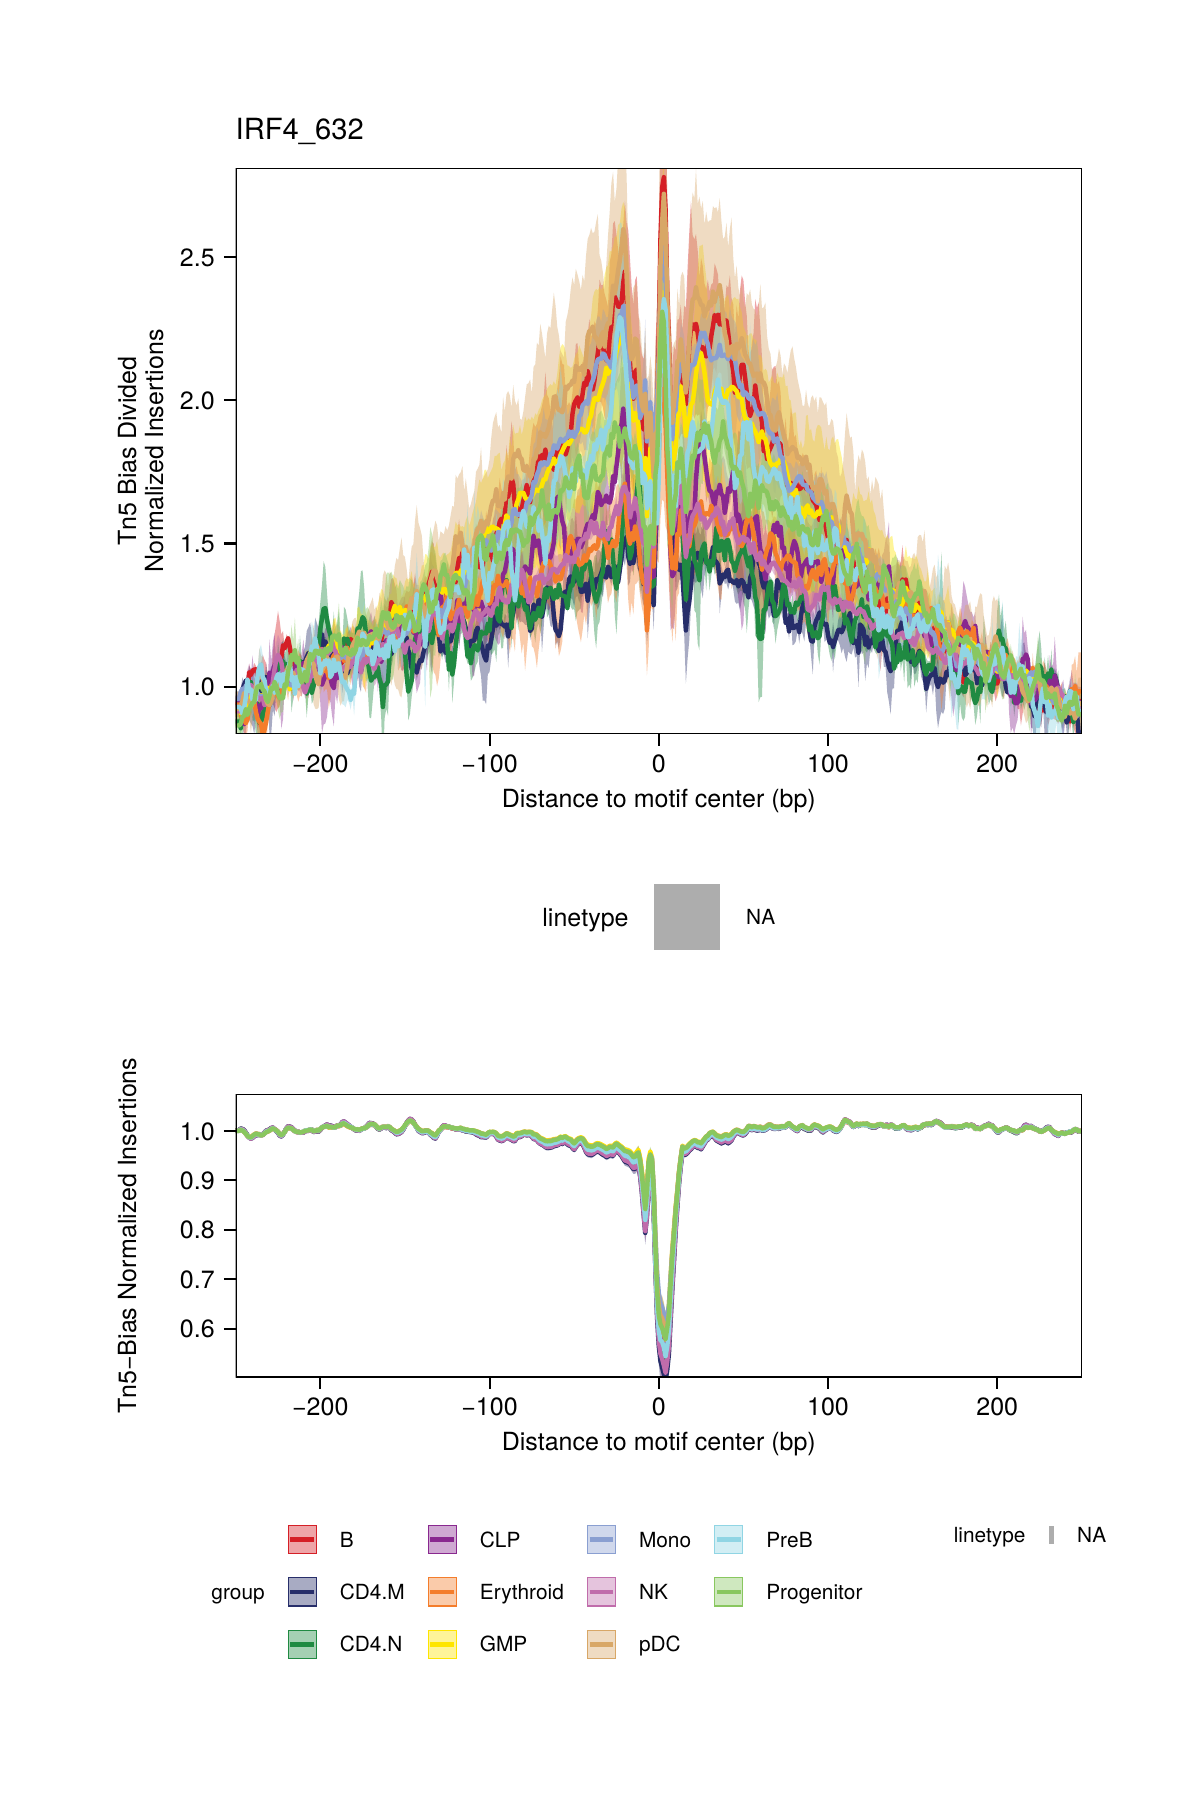 IRF4_632
Tn5 Bias Divided
Normalized Insertions
2.5
2.0
1.5
1.0
−200 −100 0 100 200
Distance to motif center (bp)
linetype NA
Tn5−Bias Normalized Insertions
1.0
0.9
0.8
0.7
0.6
−200 −100 0 100 200
Distance to motif center (bp)
B CLP Mono PreB linetype NA
group CD4.M Erythroid NK Progenitor
CD4.N GMP pDC